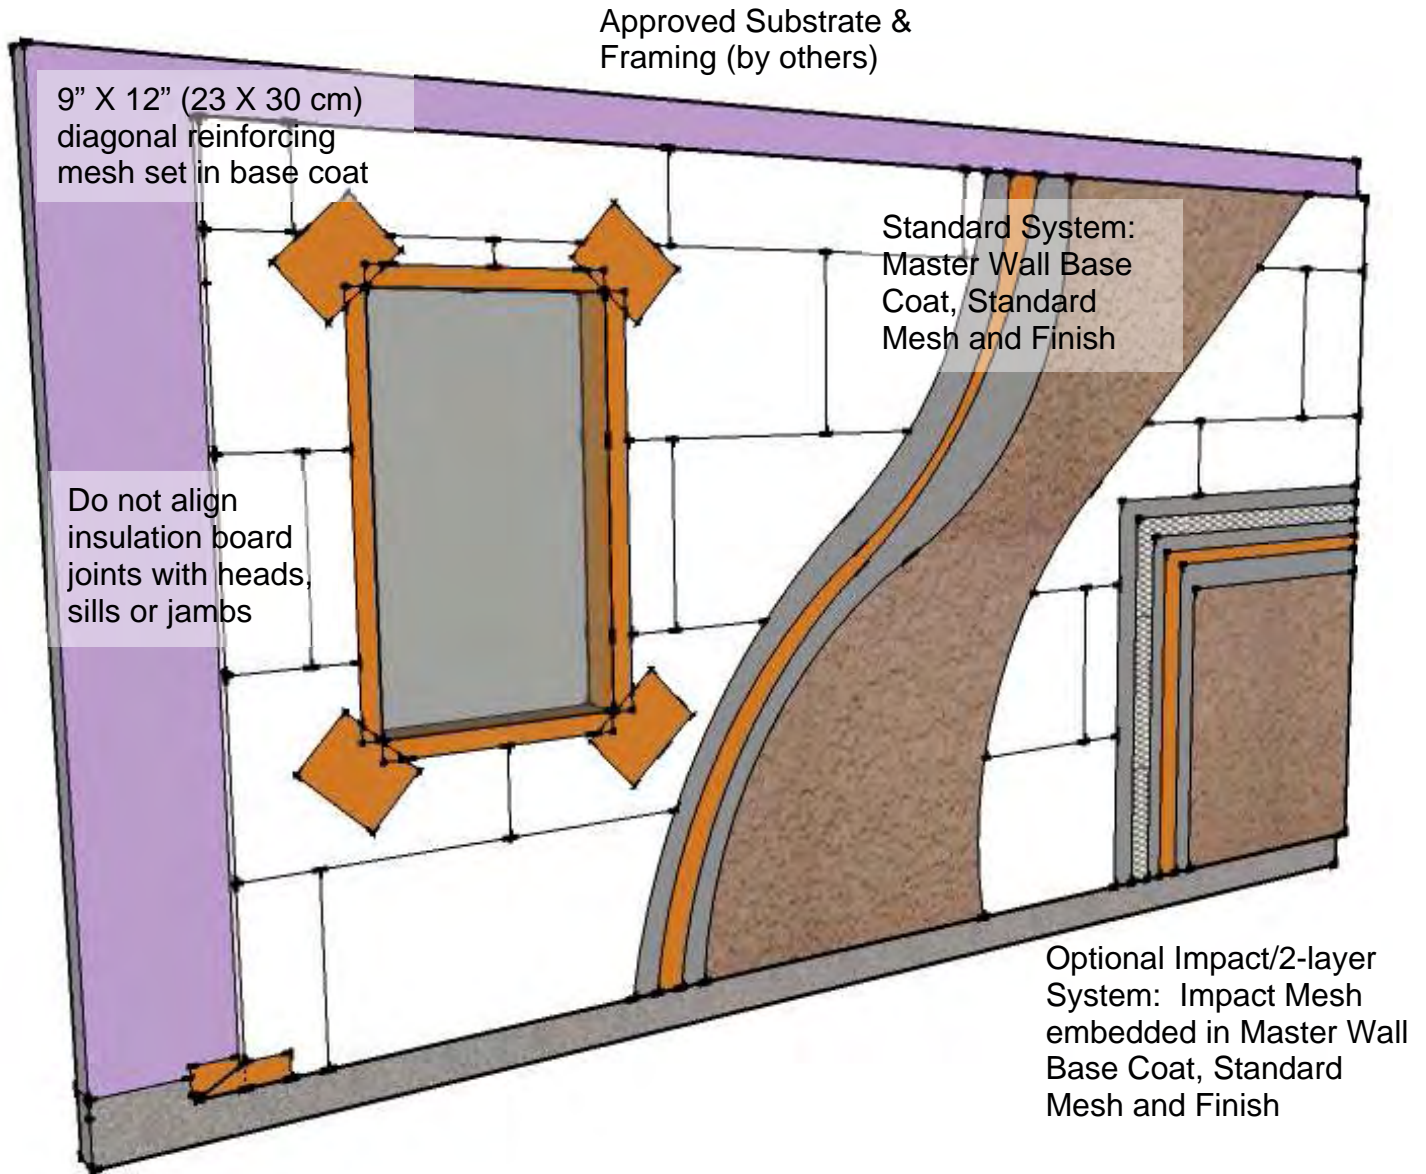 Approved Substrate &
Framing (by others)
9” X 12” (23 X 30 cm)
diagonal reinforcing
mesh set in base coat
Standard System:
Master Wall Base
Coat, Standard
Mesh and Finish
Do not align
insulation board
joints with heads,
sills or jambs
Optional Impact/2-layer
System:  Impact Mesh
embedded in Master Wall
Base Coat, Standard
Mesh and Finish